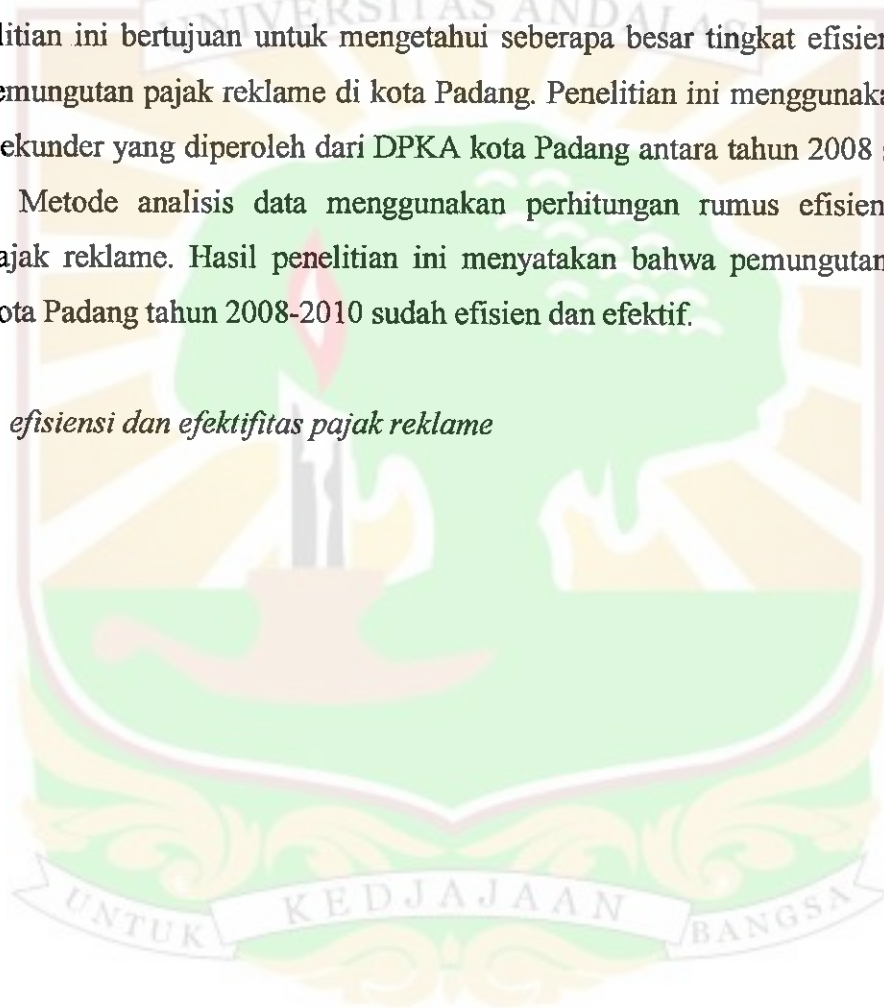 UNIVERSITAS ANDALAS
litian ini bertujuan untuk mengetahui seberapa besar tingkat efisien
emungutan pajak reklame di kota Padang. Penelitian ini menggunaka
ekunder yang diperoleh dari DPKA kota Padang antara tahun 2008
Metode analisis data menggunakan perhitungan rumus efisien
ajak reklame. Hasil penelitian ini menyatakan bahwa pemungutan
ota Padang tahun 2008-2010 sudah efisien dan efektif.
efisiensi dan efektifitas pajak reklame
UNTUK KEDJAJAAN BANGSA